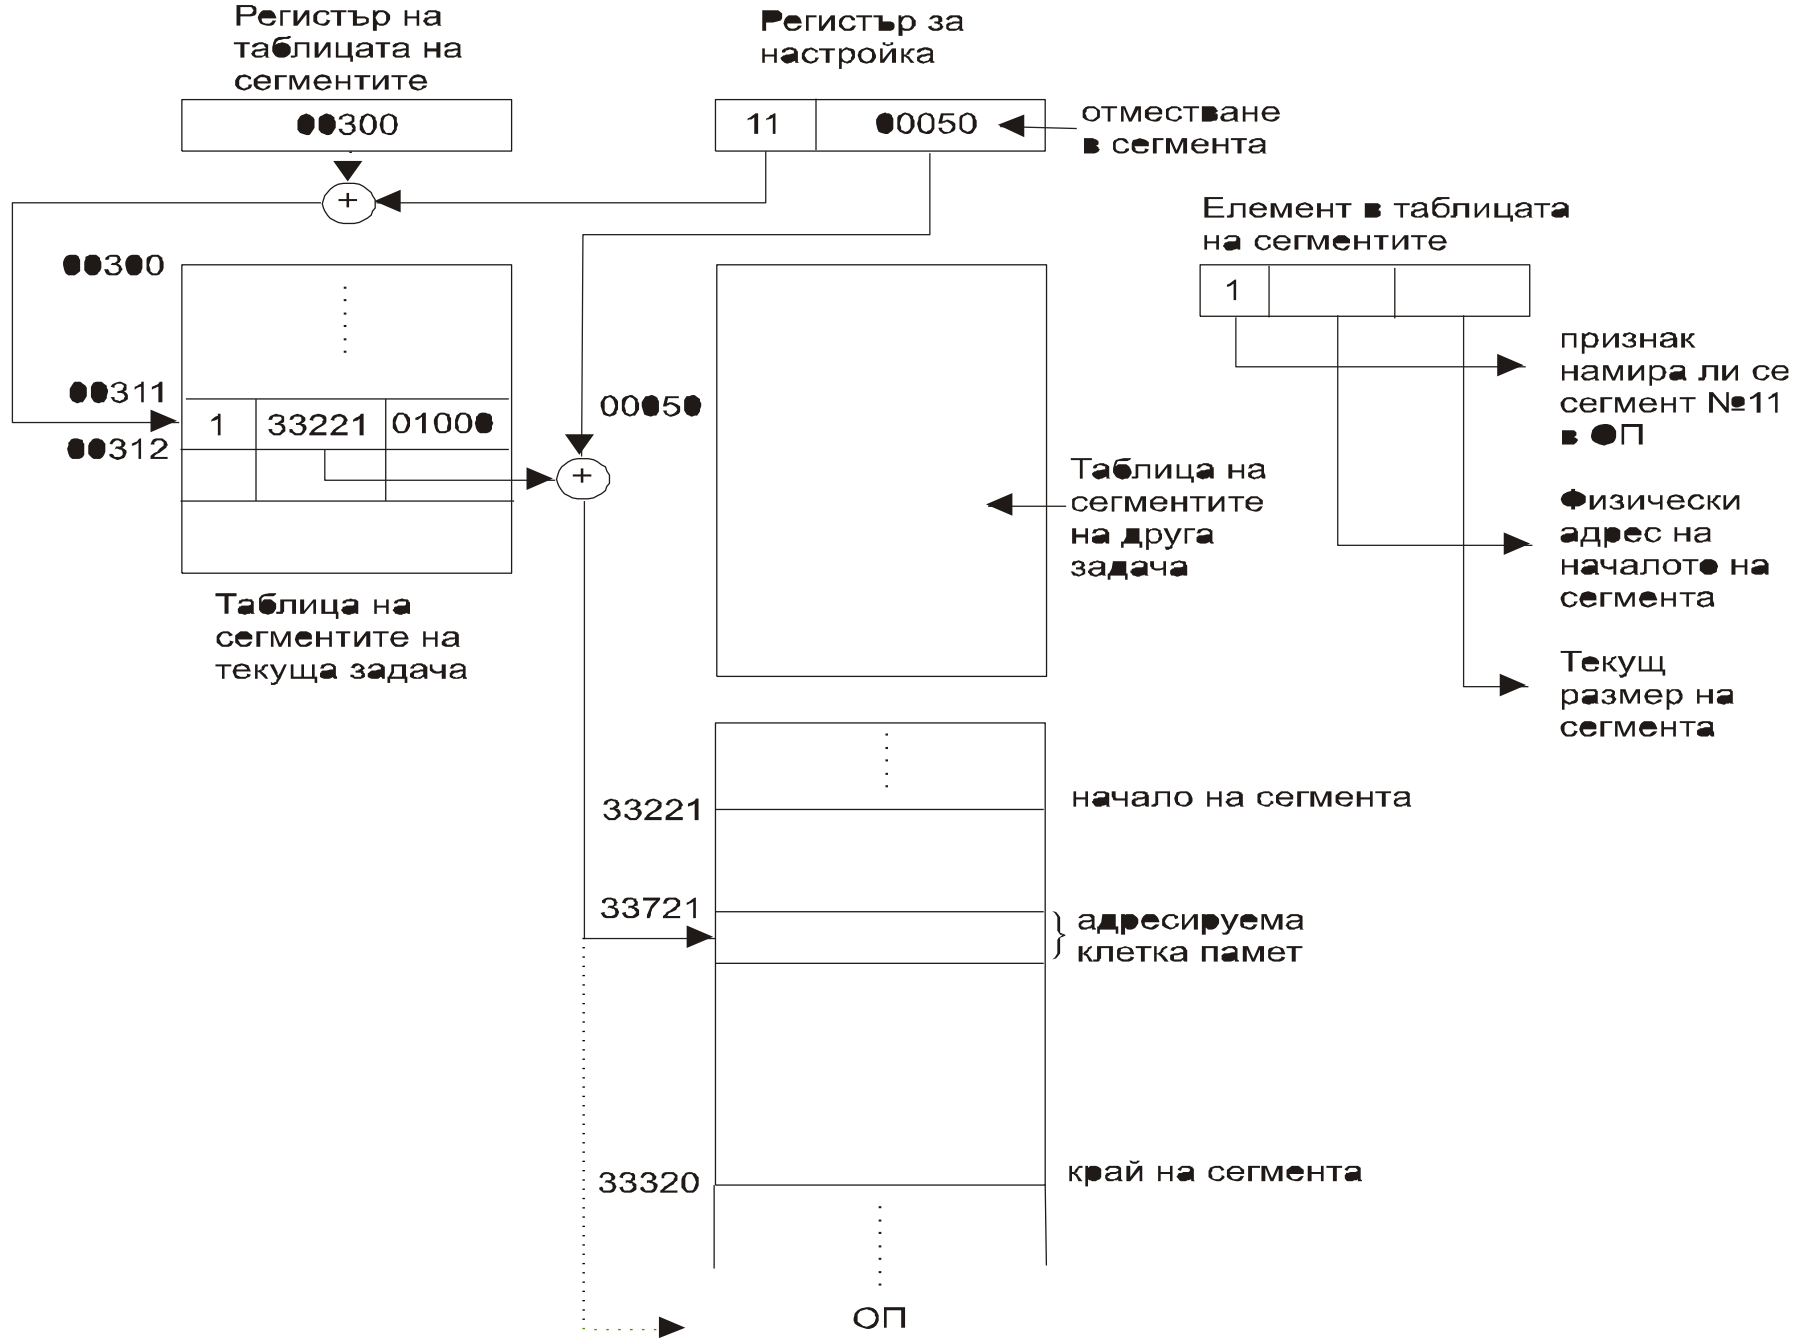 Регистър на
таблицата на
сегментите
00300
Регистър за
настройка
11 00050
отместване
в сегмента
+
00300
00311
1 33221 01000
00312
Таблица на
сегментите на
текуща задача
00050
+
Таблица на
сегментите
на друга
задача
Елемент в таблицата
на сегментите
1
признак
намира ли се
сегмент №11
в ОП
Физически
адрес на
началото на
сегмента
Текущ
размер на
сегмента
33221
начало на сегмента
33721
адресируема
клетка памет
33320
край на сегмента
ОП